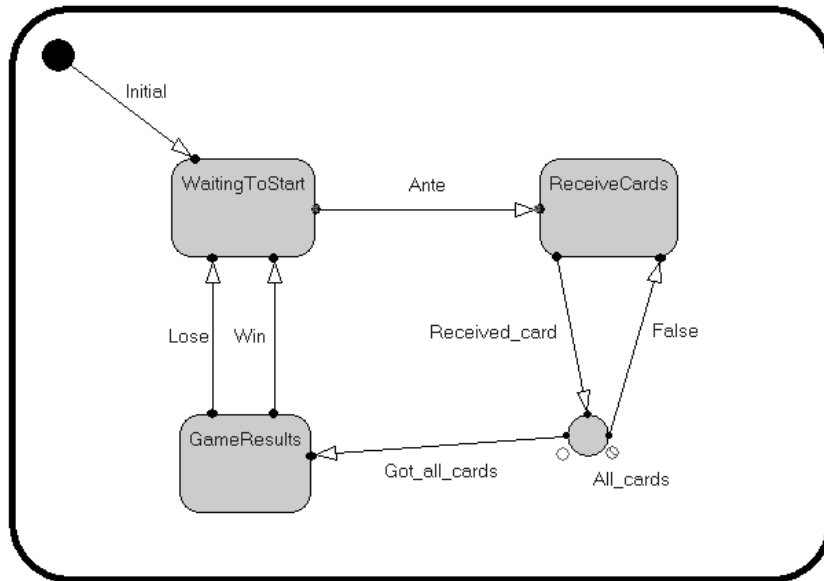 Initial
WaitingToStart
Ante
ReceiveCards
Lose
Win
Received_card
False
GameResults
Got_all_cards
All_cards